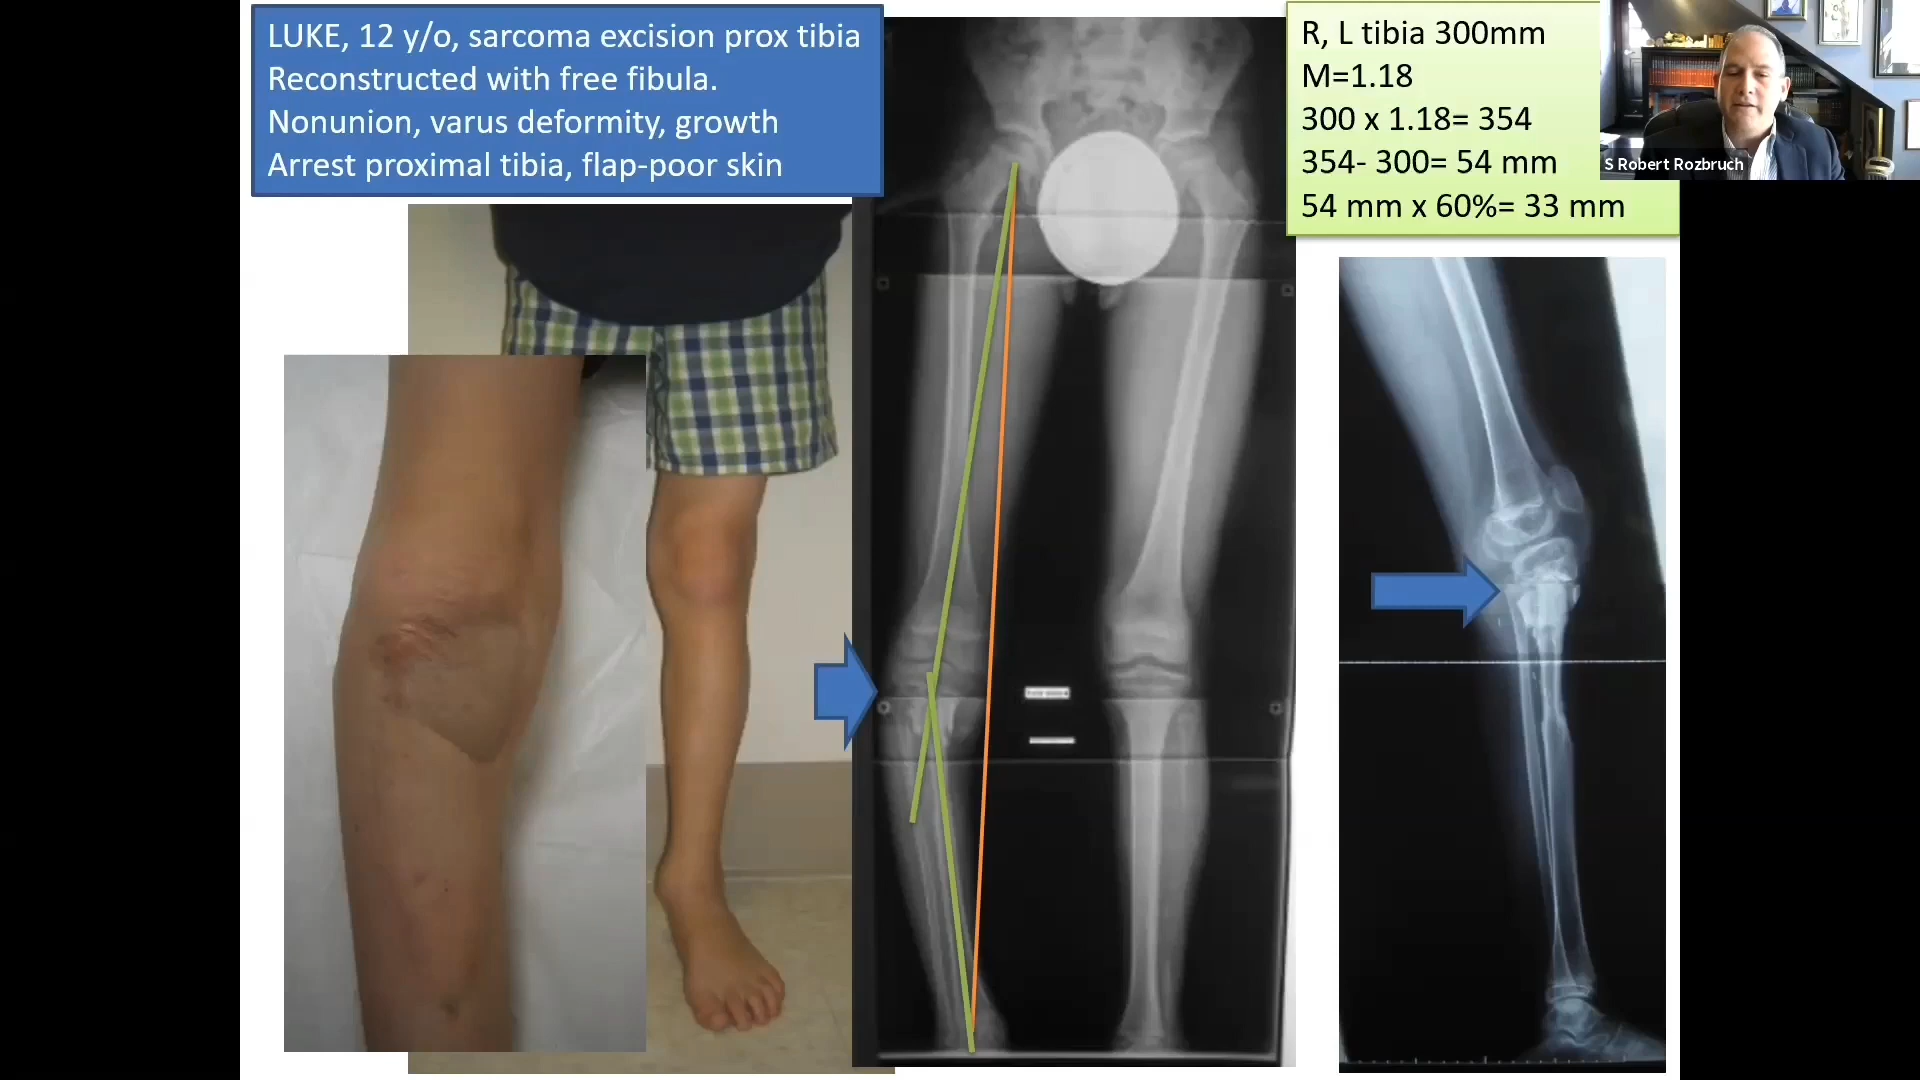 LUKE, 12 y/o, sarcoma excision prox tibia
Reconstructed with free fibula.
Nonunion, varus deformity, growth
Arrest proximal tibia, flap-poor skin
R, L tibia 300mm
M=1.18
300 x 1.18= 354
354- 300= 54 mm
54 mm x 60%= 33 mm
S Robert Rozbruch